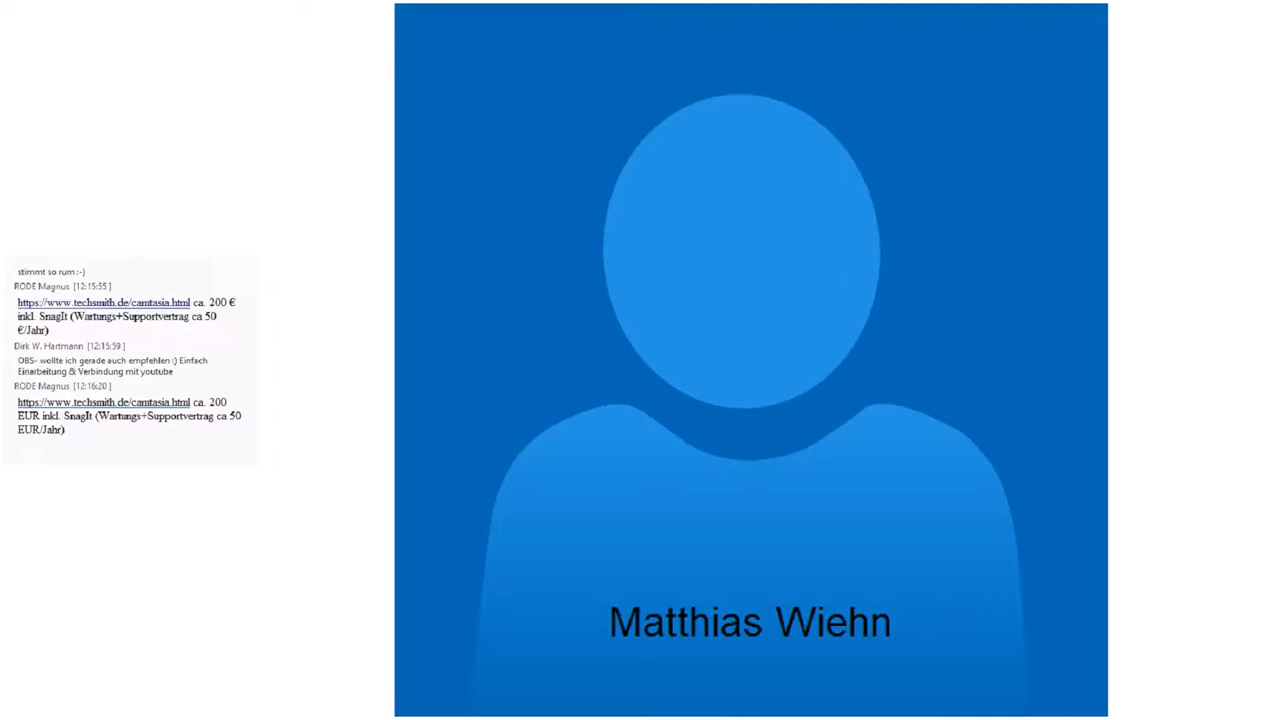 stimmt so rum :-)
RODE Magnus [12:15:55 ]
https://www.techsmith.de/camtasia.html ca. 200 €
inkl. SnagIt (Wartungs+Supportvertrag ca 50
€/Jahr)
Dirk W. Hartmann [12:15:59 ]
OBS- wollte ich gerade auch empfehlen :) Einfach
Einarbeitung & Verbindung mit youtube
RODE Magnus [12:16:20 ]
https://www.techsmith.de/camtasia.html ca. 200
EUR inkl. SnagIt (Wartungs+Supportvertrag ca 50
EUR/Jahr)
Matthias Wiehn